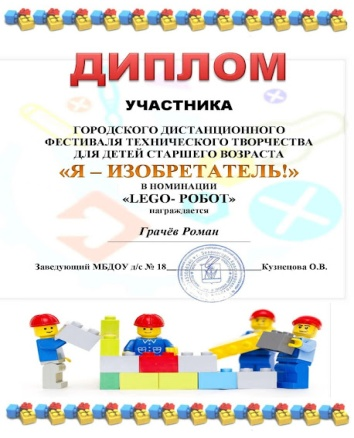 ДИПЛОМ
УЧАСТНИКА
ГОРОДСКОГО ДИСТАНЦИОННОГО
ФЕСТИВАЛЯ ТЕХНИЧЕСКОГО ТВОРЧЕСТВА
ДЛЯ ДЕТЕЙ СТАРШЕГО ВОЗРАСТА
«Я – ИЗОБРЕТАТЕЛЬ!»
В НОМИНАЦИИ
«LEGO- РОБОТ»
награждается
Грачёв Роман
Заведующий МБДОУ д/с № 18 Кузнецова О.В.